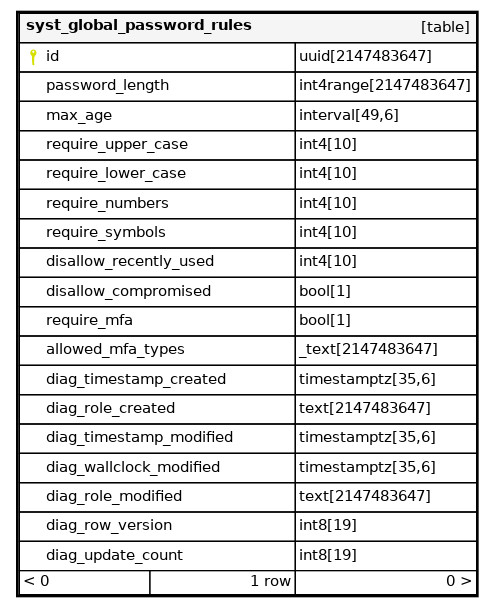 syst_global_password_rules [table]
id uuid[2147483647]
password_length int4range[2147483647]
max_age interval[49,6]
require_upper_case int4[10]
require_lower_case int4[10]
require_numbers int4[10]
require_symbols int4[10]
disallow_recently_used int4[10]
disallow_compromised bool[1]
require_mfa bool[1]
allowed_mfa_types _text[2147483647]
diag_timestamp_created timestamptz[35,6]
diag_role_created text[2147483647]
diag_timestamp_modified timestamptz[35,6]
diag_wallclock_modified timestamptz[35,6]
diag_role_modified text[2147483647]
diag_row_version int8[19]
diag_update_count int8[19]
< 0 1 row 0 >